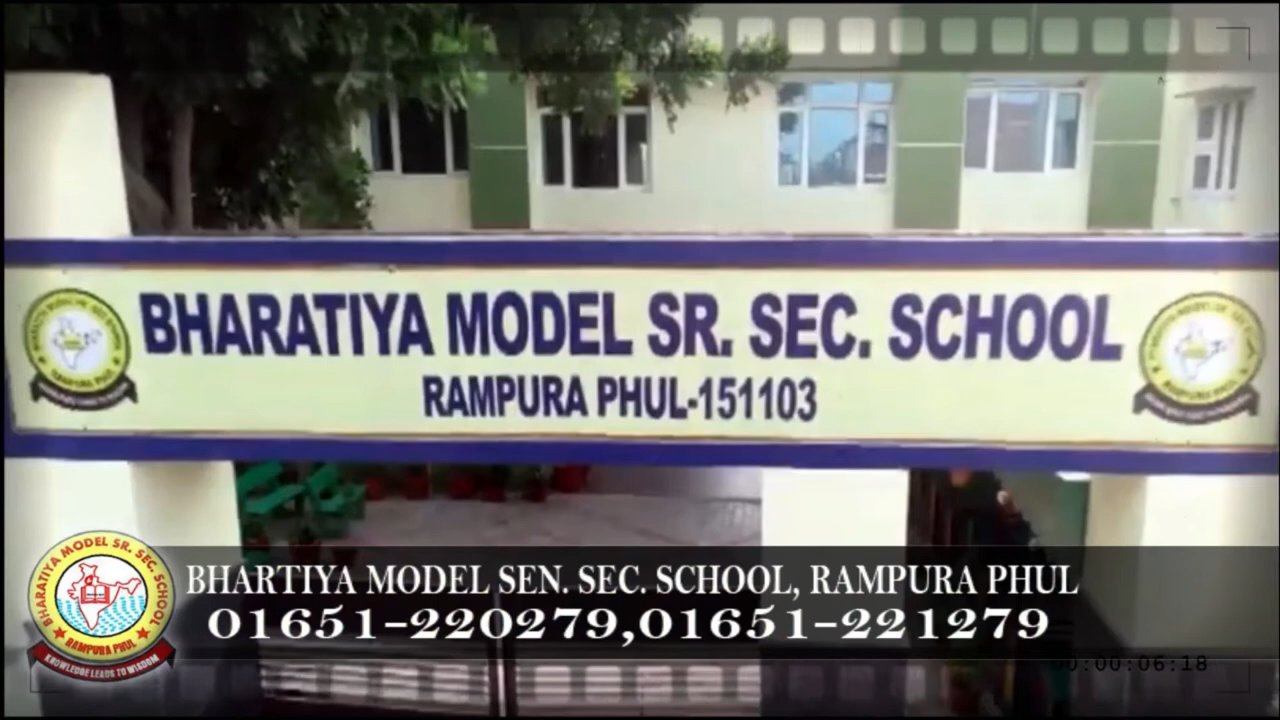 BHARATIYA MODEL SR. SEC. SCHOOL
RAMPURA PHUL-151103
BHARATIYA MODEL SR. SEC. SCHOOL
RAMPURA PHUL
KNOWLEDGE LEADS TO WISDOM
BHARTIYA MODEL SEN. SEC. SCHOOL, RAMPURA PHUL
01651-220279,01651-221279
00:00:06:18